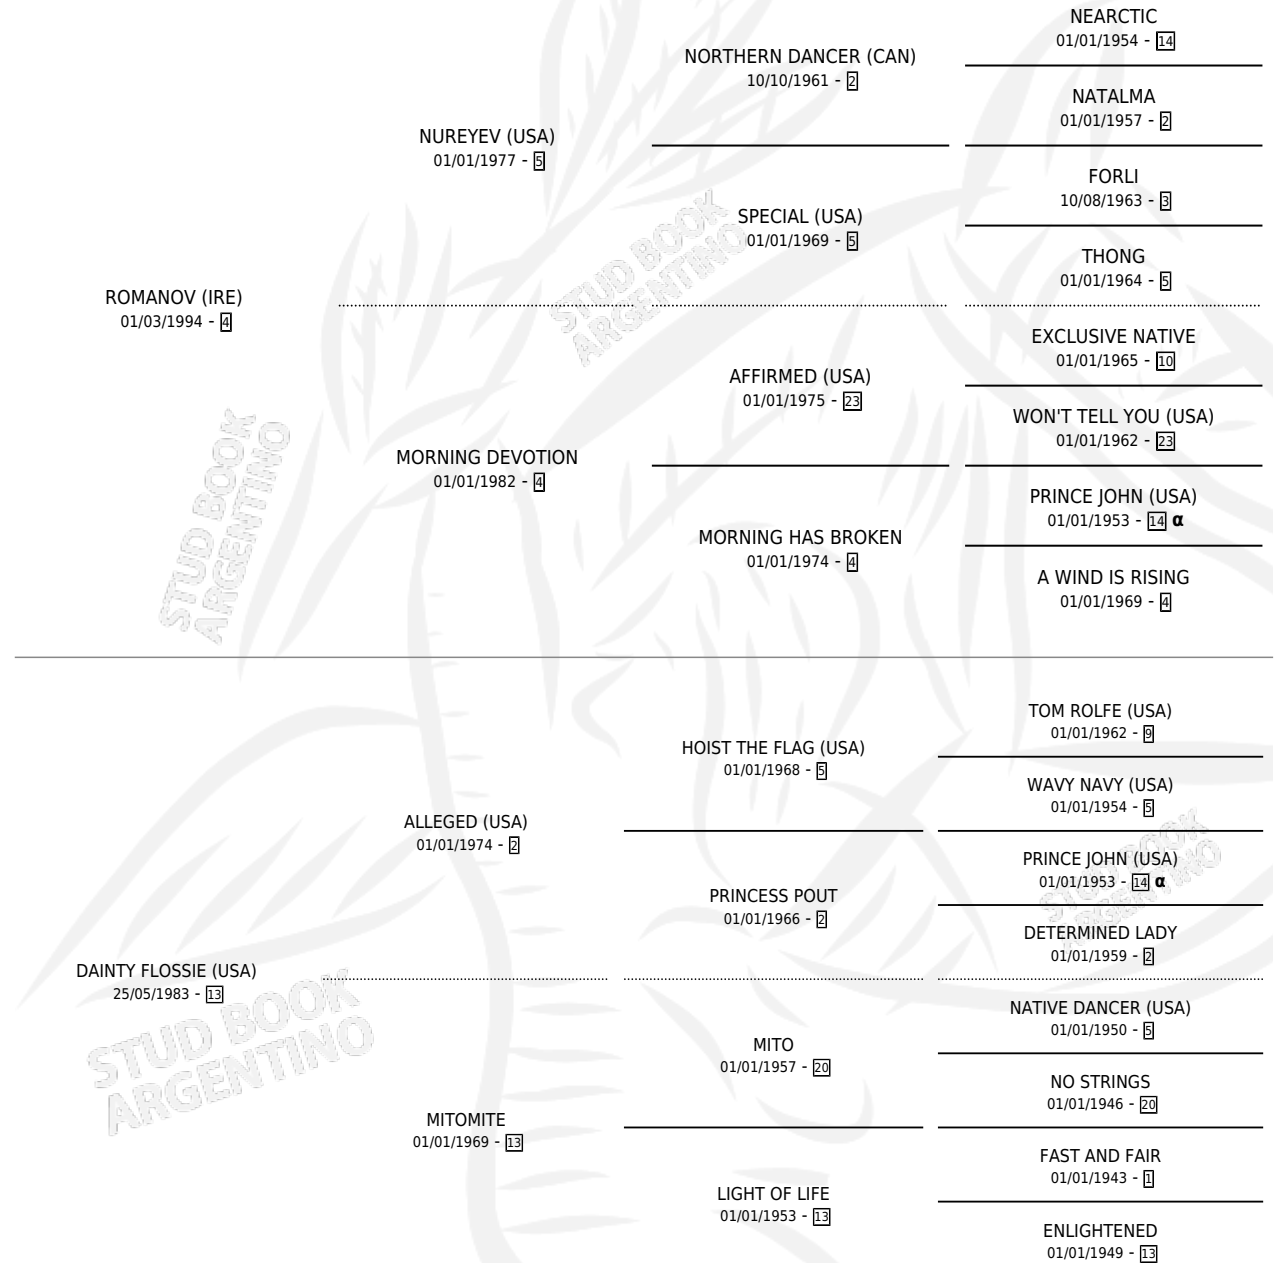 NEARCTIC
01/01/1954 - 14
NORTHERN DANCER (CAN)
10/10/1961 - 2
NATALMA
01/01/1957 - 2
NUREYEV (USA)
01/01/1977 - 5
FORLI
10/08/1963 - 3
SPECIAL (USA)
01/01/1969 - 5
THONG
01/01/1964 - 5
STUD BOOK
ARGENTINO
ROMANOV (IRE)
01/03/1994 - 4
EXCLUSIVE NATIVE
01/01/1965 - 10
AFFIRMED (USA)
01/01/1975 - 23
WON'T TELL YOU (USA)
01/01/1962 - 23
MORNING DEVOTION
01/01/1982 - 4
PRINCE JOHN (USA)
01/01/1953 - 14 α
MORNING HAS BROKEN
01/01/1974 - 4
A WIND IS RISING
01/01/1969 - 4
STUD BOOK
ARGENTINO
TOM ROLFE (USA)
01/01/1962 - 9
HOIST THE FLAG (USA)
01/01/1968 - 5
WAVY NAVY (USA)
01/01/1954 - 5
ALLEGED (USA)
01/01/1974 - 2
PRINCE JOHN (USA)
01/01/1953 - 14 α
PRINCESS POUT
01/01/1966 - 2
DETERMINED LADY
01/01/1959 - 2
STUD BOOK
ARGENTINO
DAINTY FLOSSIE (USA)
25/05/1983 - 13
NATIVE DANCER (USA)
01/01/1950 - 5
MITO
01/01/1957 - 20
NO STRINGS
01/01/1946 - 20
STUD BOOK
ARGENTINO
MITOMITE
01/01/1969 - 13
FAST AND FAIR
01/01/1943 - 1
LIGHT OF LIFE
01/01/1953 - 13
ENLIGHTENED
01/01/1949 - 13